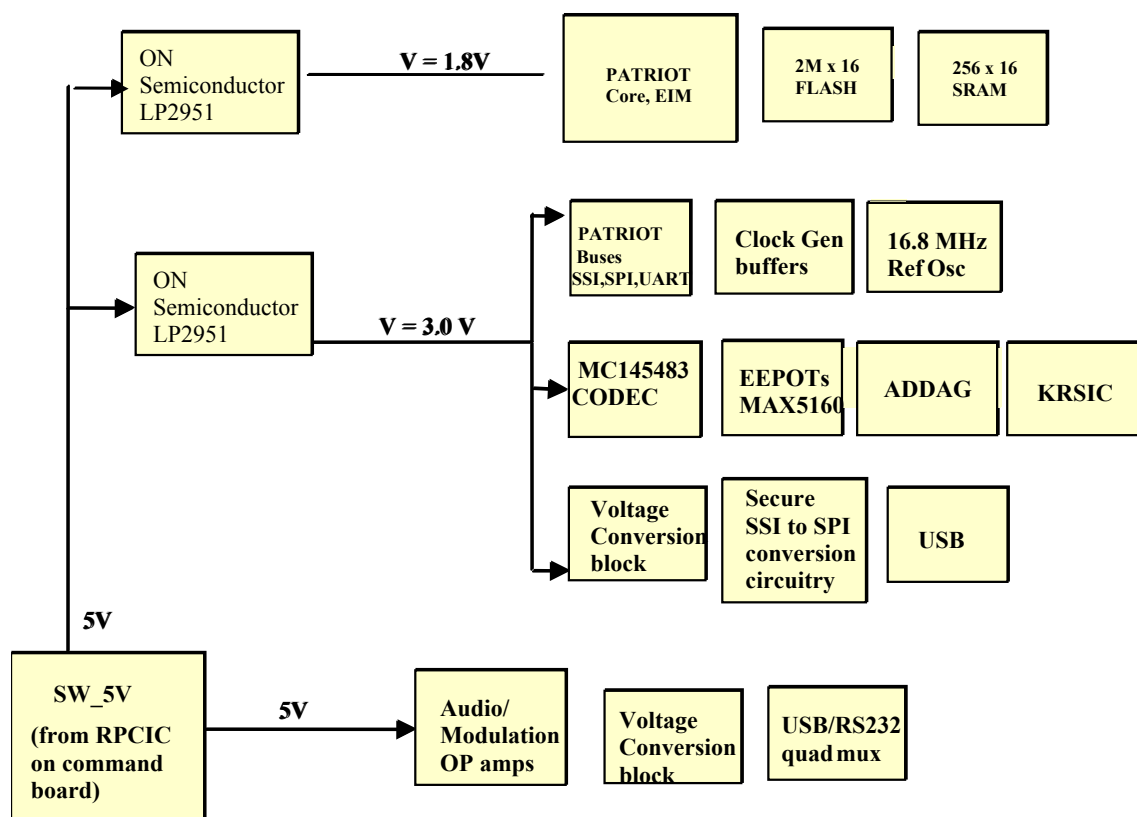 ON
Semiconductor
LP2951
V = 1.8V
PATRIOT
Core, EIM
2M x 16
FLASH
256 x 16
SRAM
ON
Semiconductor
LP2951
V = 3.0 V
PATRIOT
Buses
SSI,SPI,UART
Clock Gen
buffers
16.8 MHz
Ref Osc
MC145483
CODEC
EEPOTs
MAX5160
ADDAG
KRSIC
Voltage
Conversion
block
Secure
SSI to SPI
conversion
circuitry
USB
5V
SW_5V
(from RPCIC
on command
board)
5V
Audio/
Modulation
OP amps
Voltage
Conversion
block
USB/RS232
quad mux